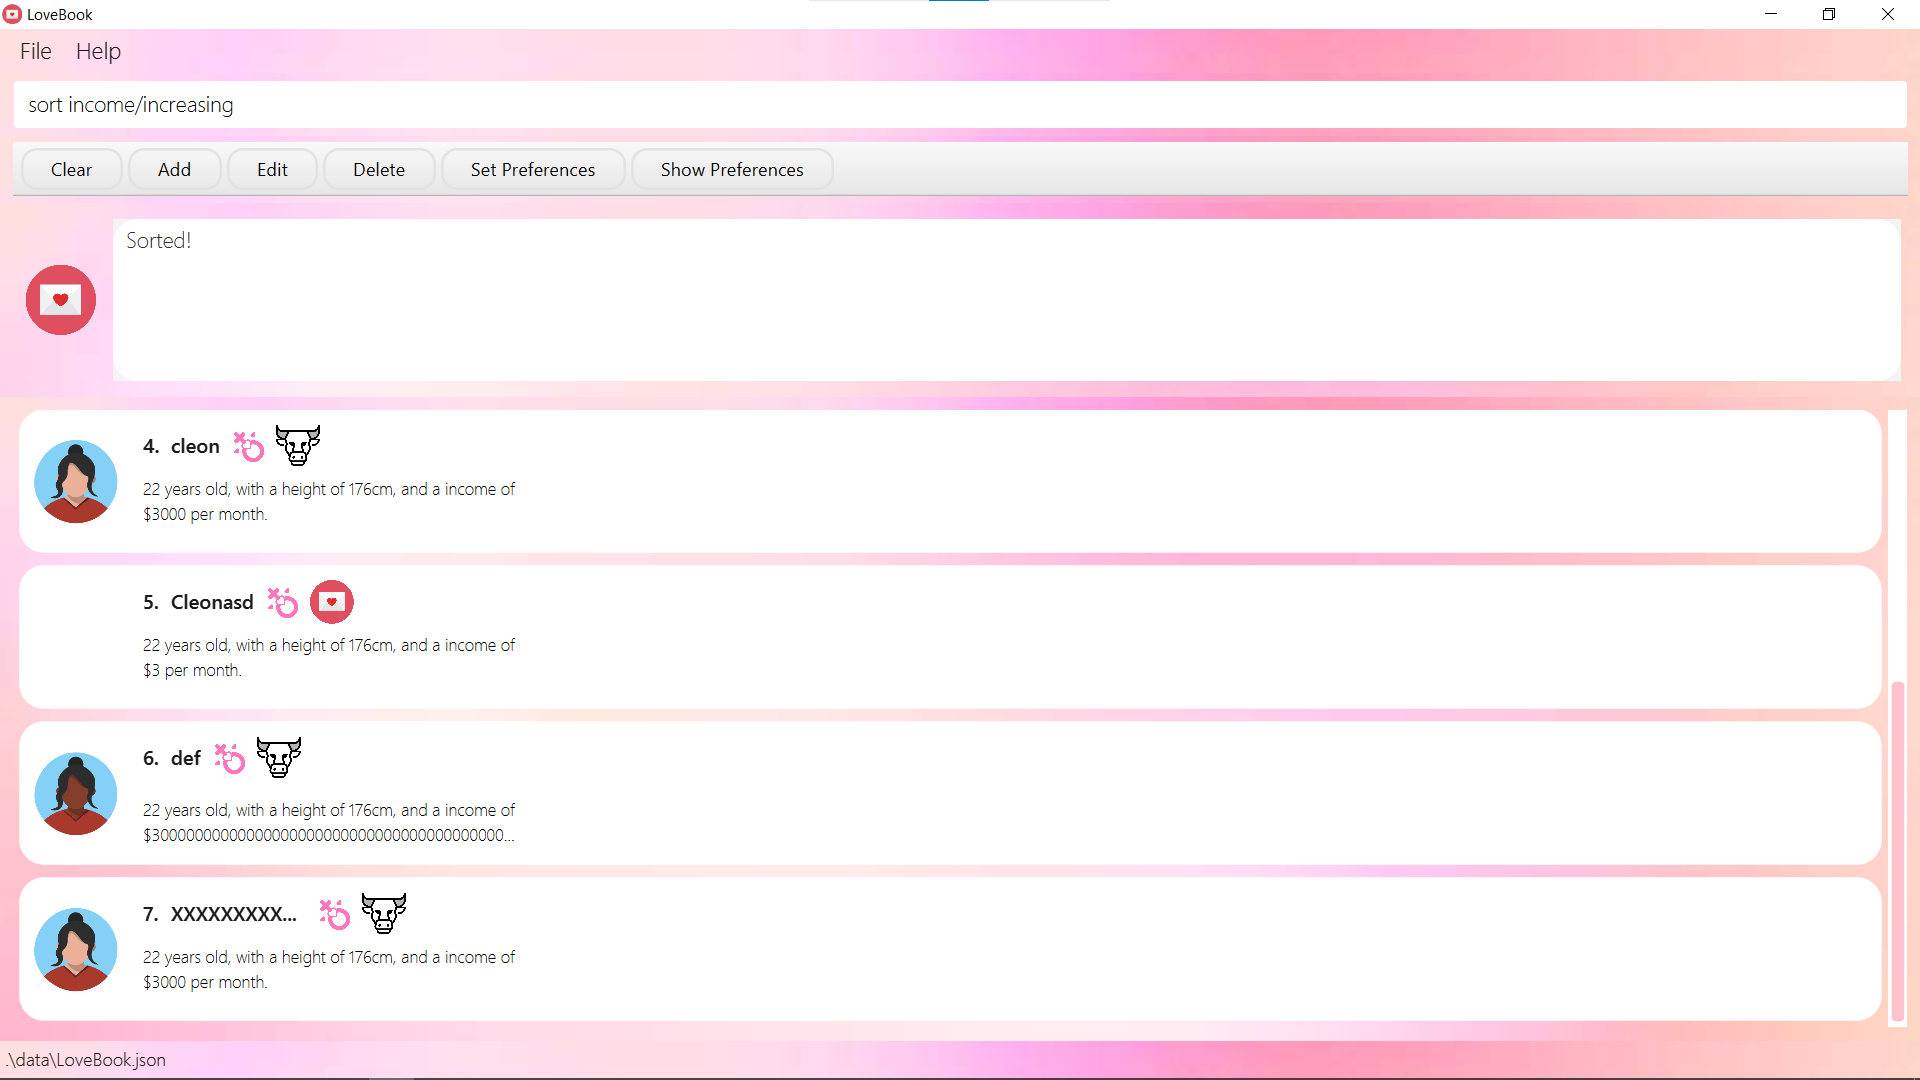 LoveBook
File Help
sort income/increasing
Clear Add Edit Delete Set Preferences Show Preferences
Sorted!
4. cleon
22 years old, with a height of 176cm, and a income of
$3000 per month.
5. Cleonasd
22 years old, with a height of 176cm, and a income of
$3 per month.
6. def
22 years old, with a height of 176cm, and a income of
7. XXXXXXXXX...
22 years old, with a height of 176cm, and a income of
$3000 per month.
.\data\LoveBook.json